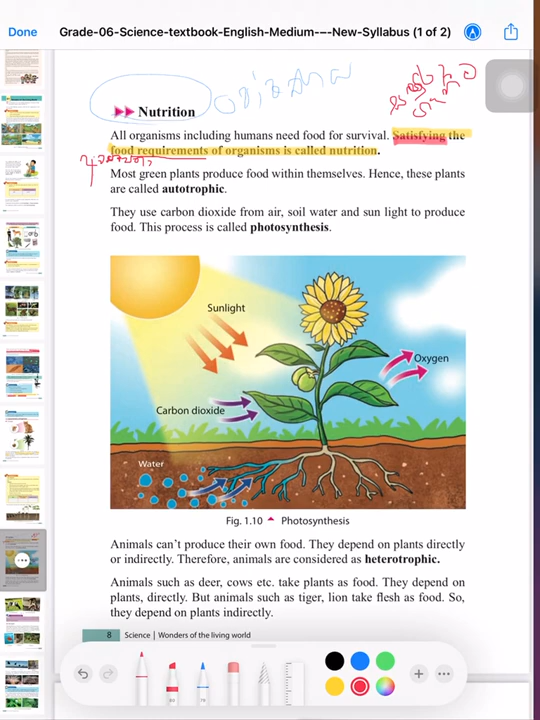 Done
Grade-06-Science-textbook-English-Medium-––-New-Syllabus (1 of 2)
Nutrition
All organisms including humans need food for survival. Satisfying the
food requirements of organisms is called nutrition.
Most green plants produce food within themselves. Hence, these plants
are called autotrophic.
They use carbon dioxide from air, soil water and sun light to produce
food. This process is called photosynthesis.
Sunlight
Oxygen
Carbon dioxide
Water
Fig. 1.10 Photosynthesis
Animals can't produce their own food. They depend on plants directly
or indirectly. Therefore, animals are considered as heterotrophic.
Animals such as deer, cows etc. take plants as food. They depend on
plants, directly. But animals such as tiger, lion take flesh as food. So,
they depend on plants indirectly.
8 Science | Wonders of the living world